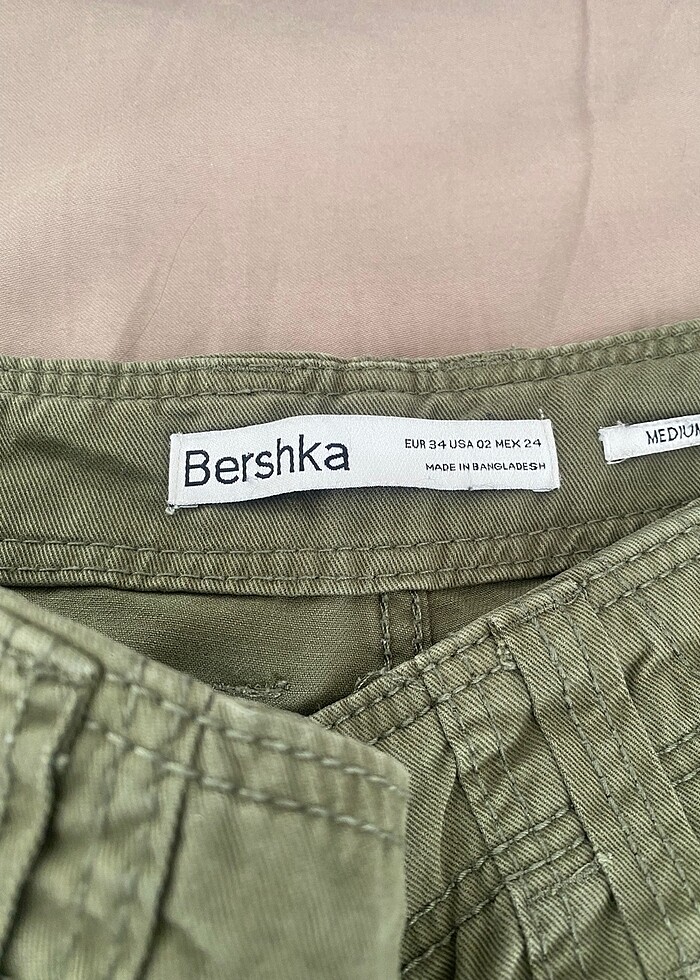 Bershka
EUR 34 USA 02 MEX 24
MADE IN BANGLADESH
MEDIUM